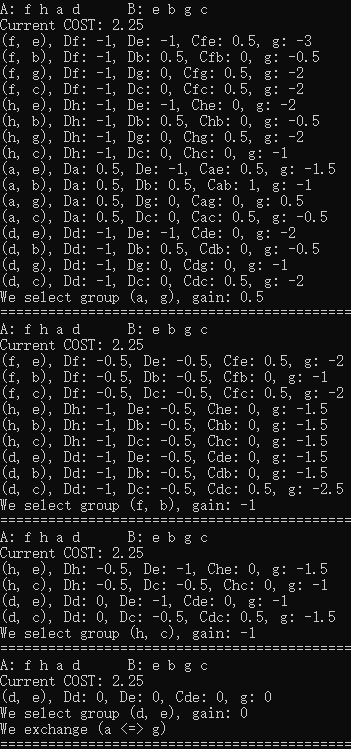 A: f h a d     B: e b g c
Current COST: 2.25
(f, e), Df: -1, De: -1, Cfe: 0.5, g: -3
(f, b), Df: -1, Db: 0.5, Cfb: 0, g: -0.5
(f, g), Df: -1, Dg: 0, Cfg: 0.5, g: -2
(f, c), Df: -1, Dc: 0, Cfc: 0.5, g: -2
(h, e), Dh: -1, De: -1, Che: 0, g: -2
(h, b), Dh: -1, Db: 0.5, Chb: 0, g: -0.5
(h, g), Dh: -1, Dg: 0, Chg: 0.5, g: -2
(h, c), Dh: -1, Dc: 0, Chc: 0, g: -1
(a, e), Da: 0.5, De: -1, Cae: 0.5, g: -1.5
(a, b), Da: 0.5, Db: 0.5, Cab: 1, g: -1
(a, g), Da: 0.5, Dg: 0, Cag: 0, g: 0.5
(a, c), Da: 0.5, Dc: 0, Cac: 0.5, g: -0.5
(d, e), Dd: -1, De: -1, Cde: 0, g: -2
(d, b), Dd: -1, Db: 0.5, Cdb: 0, g: -0.5
(d, g), Dd: -1, Dg: 0, Cdg: 0, g: -1
(d, c), Dd: -1, Dc: 0, Cdc: 0.5, g: -2
We select group (a, g), gain: 0.5
============================================
A: f h a d     B: e b g c
Current COST: 2.25
(f, e), Df: -0.5, De: -0.5, Cfe: 0.5, g: -2
(f, b), Df: -0.5, Db: -0.5, Cfb: 0, g: -1
(f, c), Df: -0.5, Dc: -0.5, Cfc: 0.5, g: -2
(h, e), Dh: -1, De: -0.5, Che: 0, g: -1.5
(h, b), Dh: -1, Db: -0.5, Chb: 0, g: -1.5
(h, c), Dh: -1, Dc: -0.5, Chc: 0, g: -1.5
(d, e), Dd: -1, De: -0.5, Cde: 0, g: -1.5
(d, b), Dd: -1, Db: -0.5, Cdb: 0, g: -1.5
(d, c), Dd: -1, Dc: -0.5, Cdc: 0.5, g: -2.5
We select group (f, b), gain: -1
============================================
A: f h a d     B: e b g c
Current COST: 2.25
(h, e), Dh: -0.5, De: -1, Che: 0, g: -1.5
(h, c), Dh: -0.5, Dc: -0.5, Chc: 0, g: -1
(d, e), Dd: 0, De: -1, Cde: 0, g: -1
(d, c), Dd: 0, Dc: -0.5, Cdc: 0.5, g: -1.5
We select group (h, c), gain: -1
============================================
A: f h a d     B: e b g c
Current COST: 2.25
(d, e), Dd: 0, De: 0, Cde: 0, g: 0
We select group (d, e), gain: 0
We exchange (a <=> g)
============================================